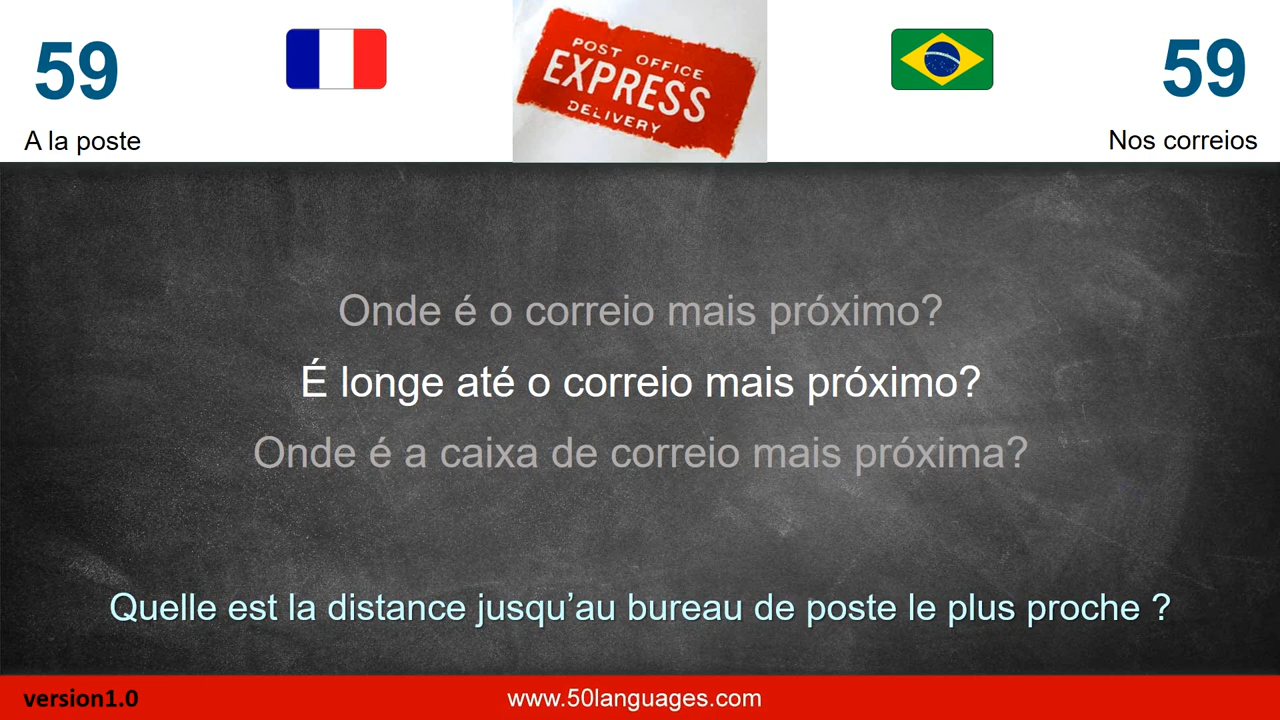 59
A la poste
POST OFFICE
EXPRESS
DELIVERY
59
Nos correios
Onde é o correio mais próximo?
É longe até o correio mais próximo?
Onde é a caixa de correio mais próxima?
Quelle est la distance jusqu’au bureau de poste le plus proche ?
version1.0
www.50languages.com